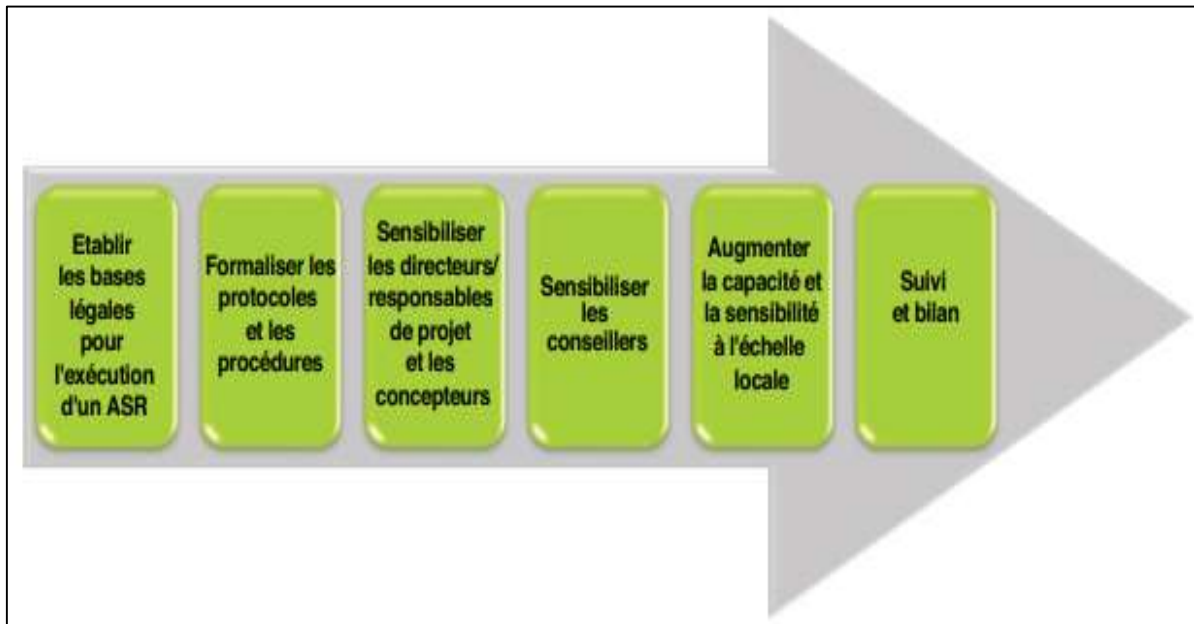 Etablir
les bases
légales
pour
l'exécution
d'un ASR
Formaliser les
protocoles
et les
procédures
Sensibiliser
les directeurs/
responsables
de projet
et les
concepteurs
Sensibiliser
les
conseillers
Augmenter
la capacité et
la sensibilité
à l'échelle
locale
Suivi
et bilan